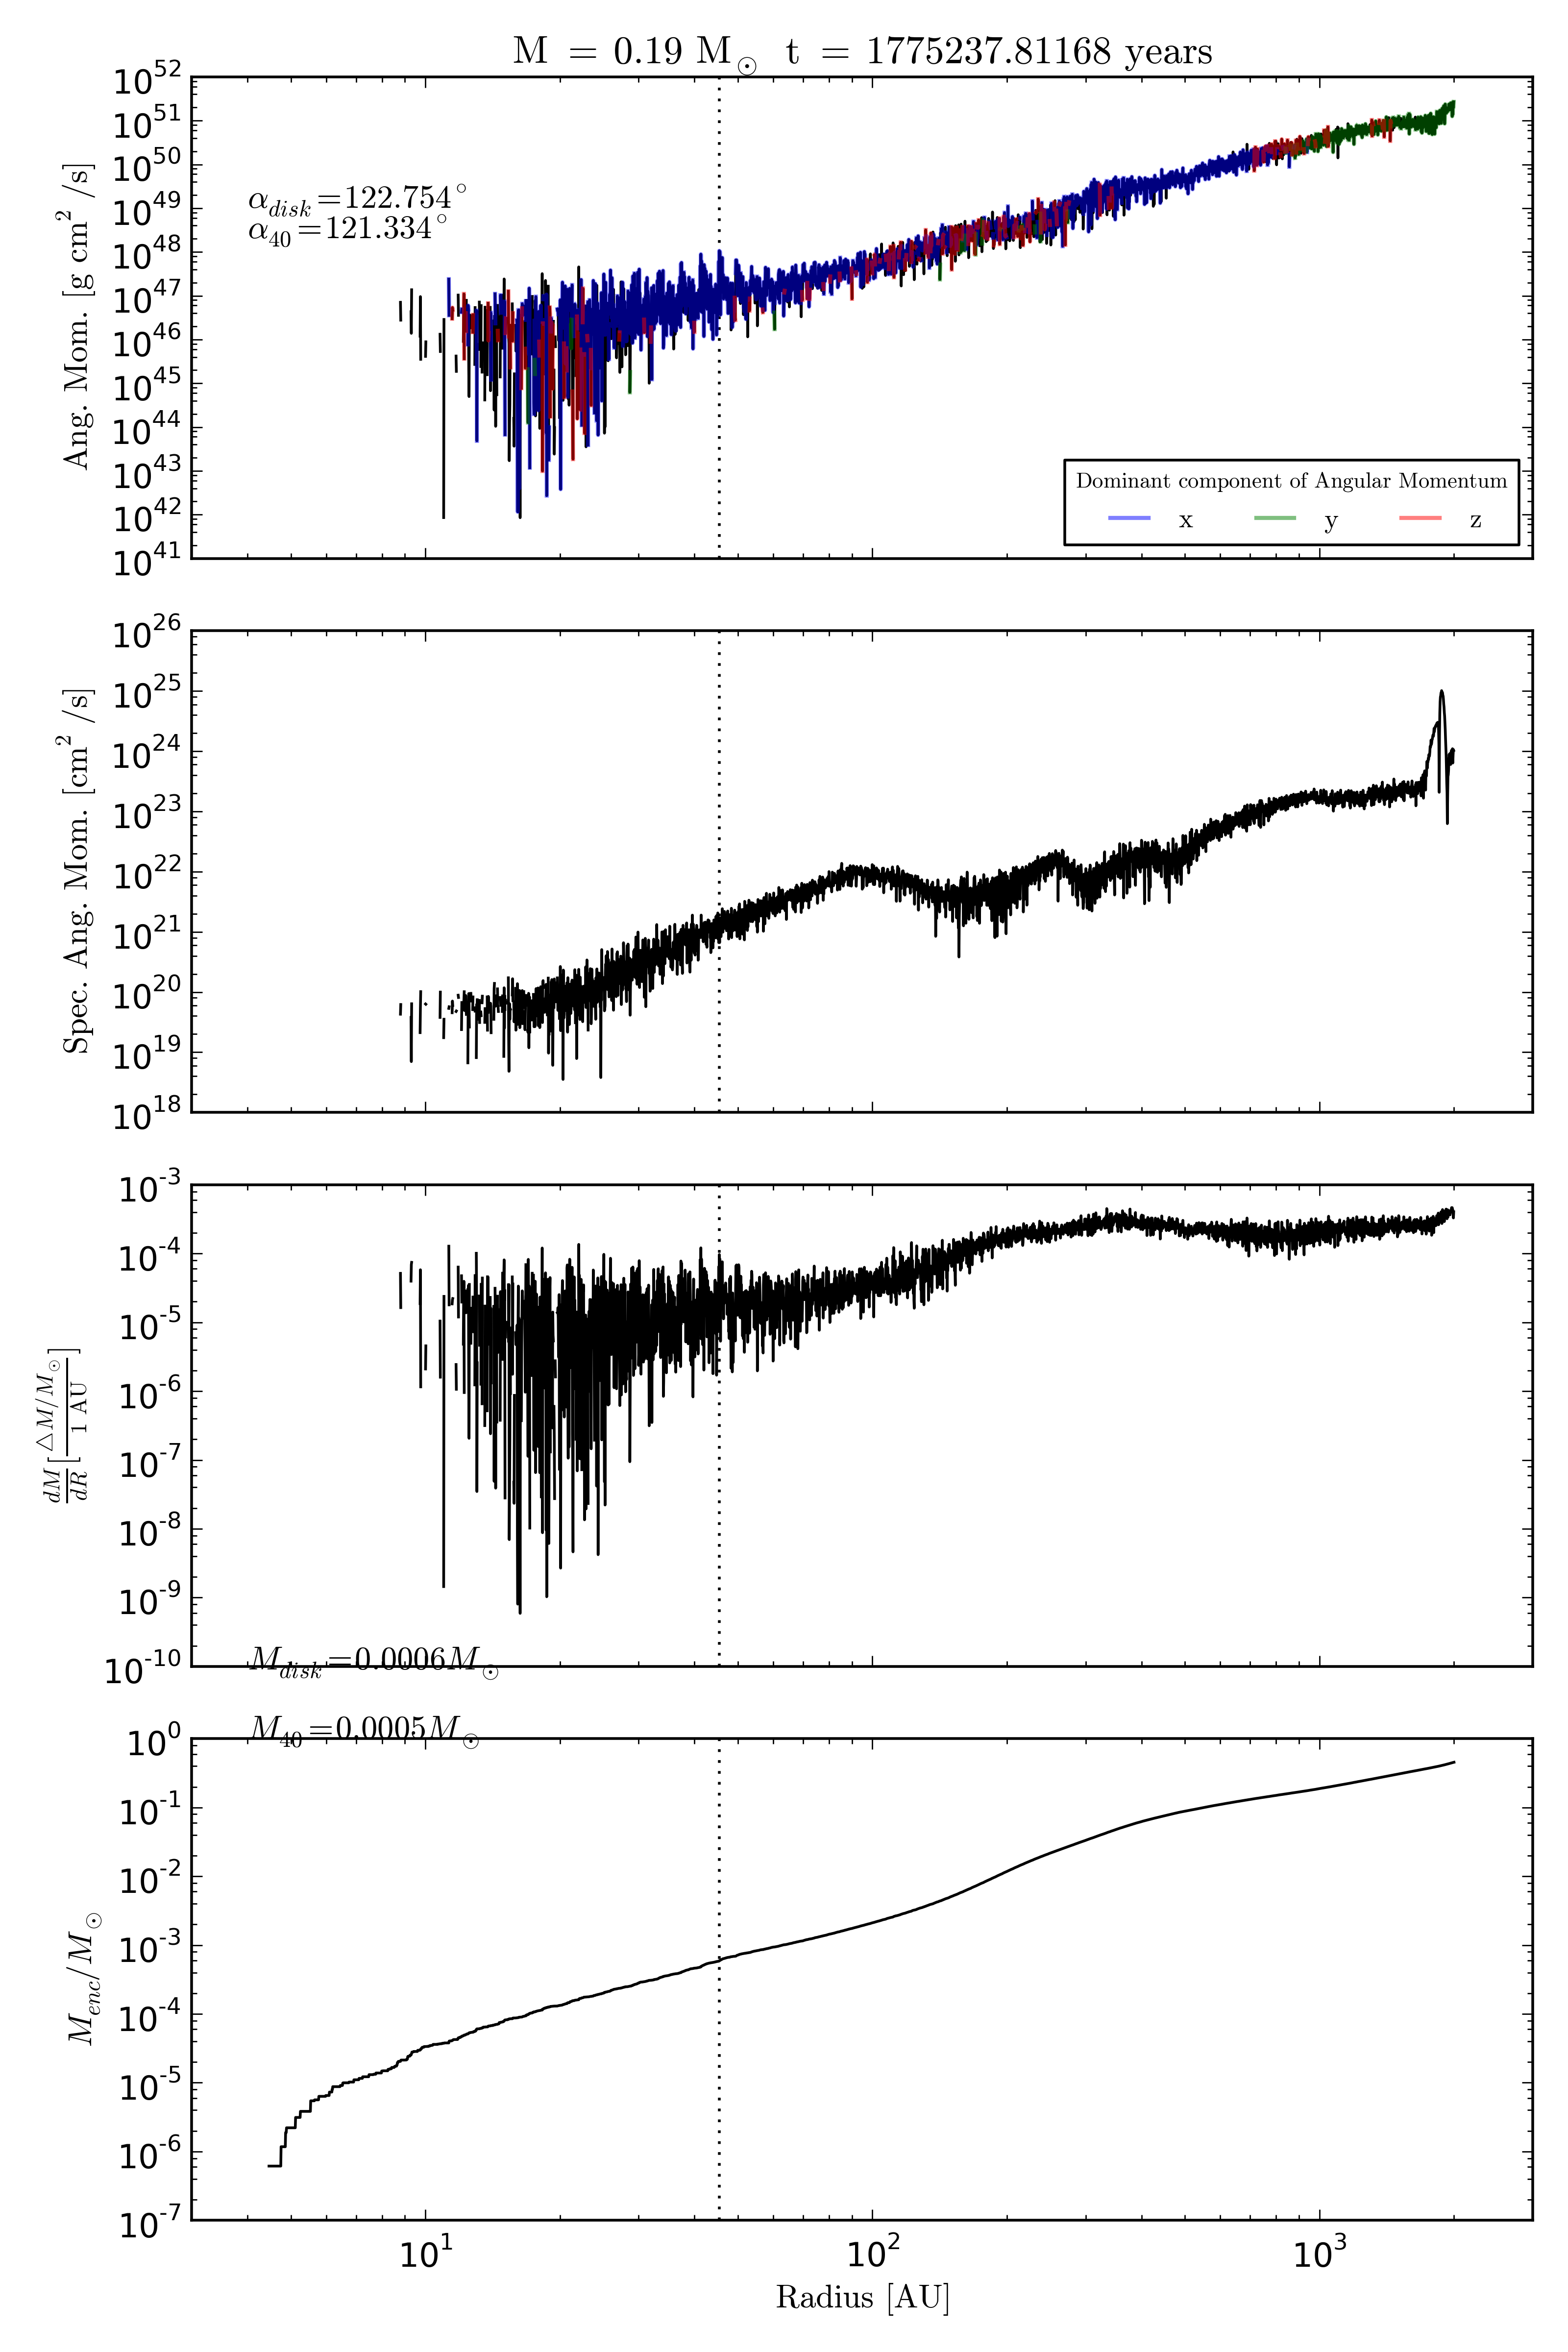 M = 0.19 M⊙ t = 1775237.81168 years
10^52
10^51
10^50
10^49
10^48
10^47
10^46
10^45
10^44
10^43
10^42
10^41
Ang. Mom. [g cm^2 /s]
α_disk=122.754°
α_40=121.334°
Dominant component of Angular Momentum
x y z
10^26
10^25
10^24
10^23
10^22
10^21
10^20
10^19
10^18
Spec. Ang. Mom. [cm^2 /s]
10^-3
10^-4
10^-5
10^-6
10^-7
10^-8
10^-9
10^-10
dM/dR [△M/M⊙ / 1 AU]
M_disk=0.0006M⊙
M_40=0.0005M⊙
10^0
10^-1
10^-2
10^-3
10^-4
10^-5
10^-6
10^-7
M_enc/M⊙
10^1 10^2 10^3
Radius [AU]